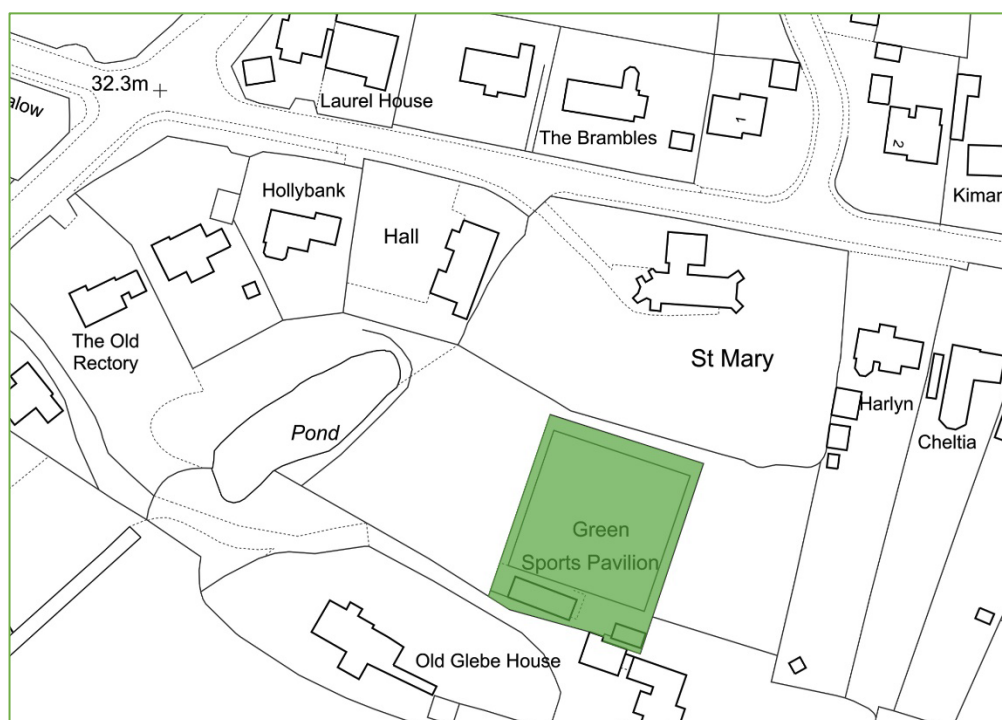 32.3m
alow
Laurel House
The Brambles
1
2
Kimar
Hollybank
Hall
The Old
Rectory
St Mary
Harlyn
Cheltia
Pond
Green
Sports Pavilion
Old Glebe House